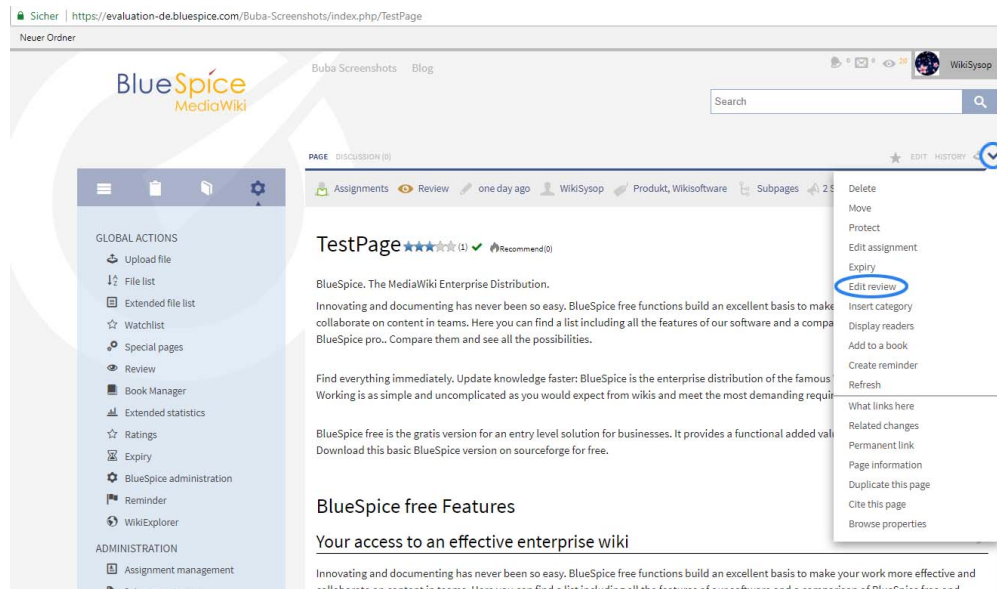 Sicher | https://evaluation-de.bluespice.com/Buba-Screenshots/index.php/TestPage
Neuer Ordner
BlueSpice
MediaWiki
Buba Screenshots Blog
WikiSysop
Search
PAGE DISCUSSION (0)
EDIT HISTORY
Assignments Review one day ago WikiSysop Produkt, Wikisoftware Subpages 2 S
GLOBAL ACTIONS
Upload file
File list
Extended file list
Watchlist
Special pages
Review
Book Manager
Extended statistics
Ratings
Expiry
BlueSpice administration
Reminder
WikiExplorer
ADMINISTRATION
Assignment management
TestPage (1) Recommend(0)
BlueSpice. The MediaWiki Enterprise Distribution.
Innovating and documenting has never been so easy. BlueSpice free functions build an excellent basis to make
collaborate on content in teams. Here you can find a list including all the features of our software and a compa
BlueSpice pro.. Compare them and see all the possibilities.
Find everything immediately. Update knowledge faster: BlueSpice is the enterprise distribution of the famous
Working is as simple and uncomplicated as you would expect from wikis and meet the most demanding requir
BlueSpice free is the gratis version for an entry level solution for businesses. It provides a functional added val
Download this basic BlueSpice version on sourceforge for free.
BlueSpice free Features
Your access to an effective enterprise wiki
Innovating and documenting has never been so easy. BlueSpice free functions build an excellent basis to make your work more effective and
Delete
Move
Protect
Edit assignment
Expiry
Edit review
Insert category
Display readers
Add to a book
Create reminder
Refresh
What links here
Related changes
Permanent link
Page information
Duplicate this page
Cite this page
Browse properties